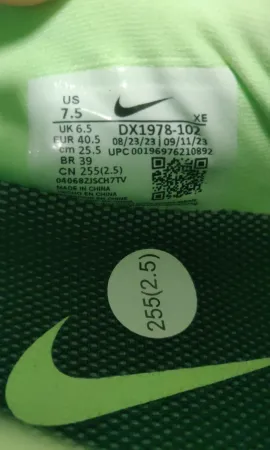 US
7.5 XE
UK 6.5 DX1978-102
EUR 40.5 08/23/23 | 09/11/23
cm 25.5 UPC 00196976210892
BR 39
CN 255(2.5)
04068ZJSCH7TV
MADE IN CHINA
255(2.5)